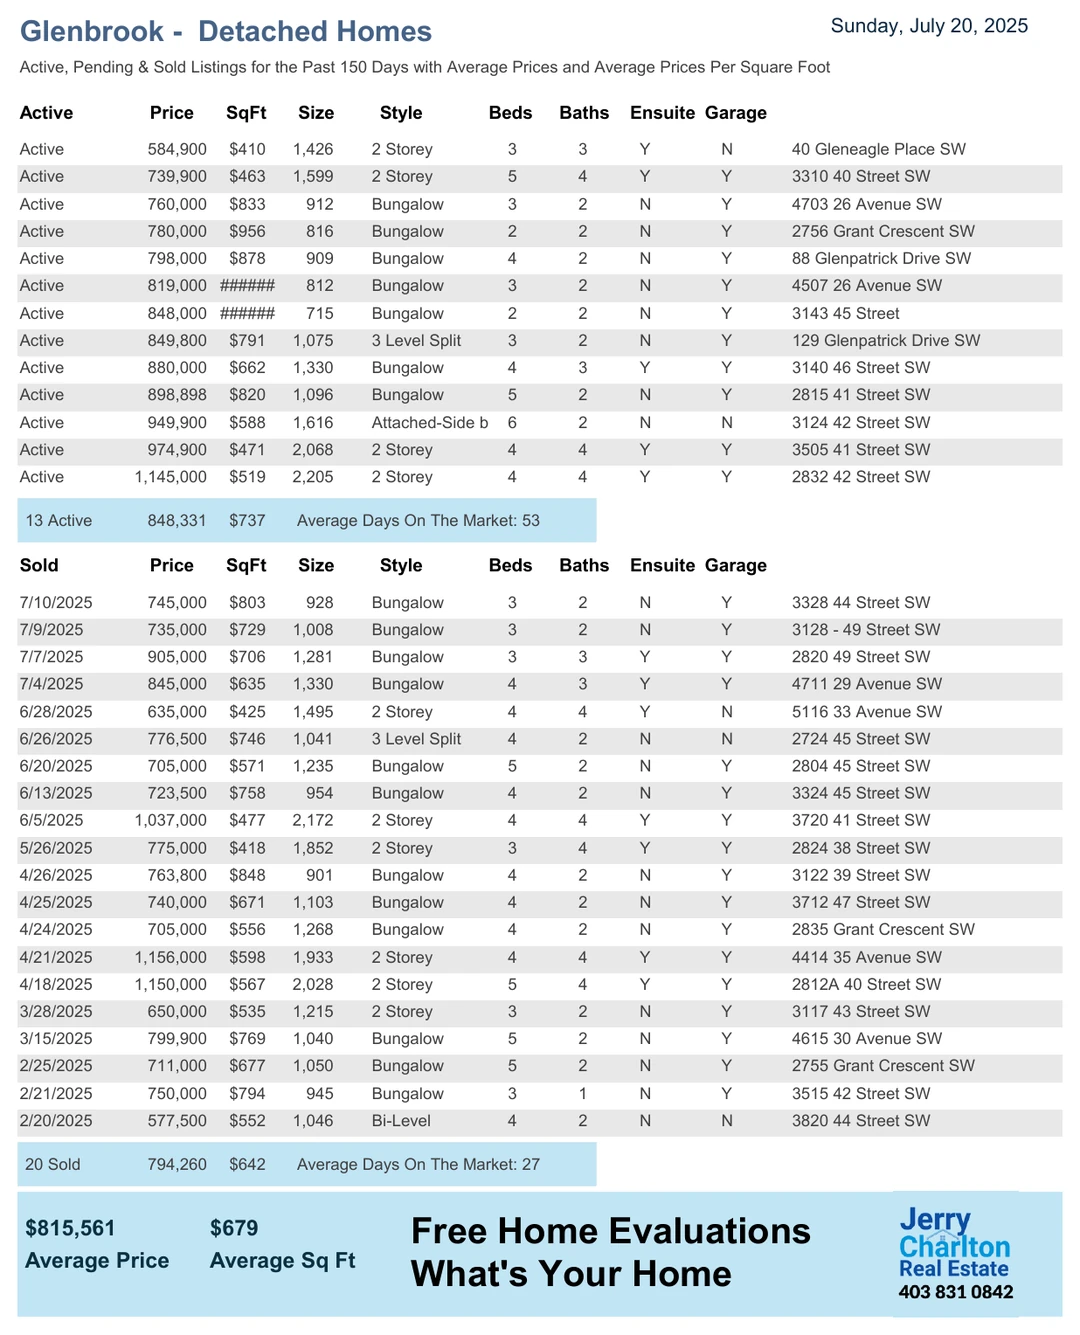 Glenbrook - Detached Homes
Sunday, July 20, 2025
Active, Pending & Sold Listings for the Past 150 Days with Average Prices and Average Prices Per Square Foot
Active Price SqFt Size Style Beds Baths Ensuite Garage
Active 584,900 $410 1,426 2 Storey 3 3 Y N 40 Gleneagle Place SW
Active 739,900 $463 1,599 2 Storey 5 4 Y Y 3310 40 Street SW
Active 760,000 $833 912 Bungalow 3 2 N Y 4703 26 Avenue SW
Active 780,000 $956 816 Bungalow 2 2 N Y 2756 Grant Crescent SW
Active 798,000 $878 909 Bungalow 4 2 N Y 88 Glenpatrick Drive SW
Active 819,000 ###### 812 Bungalow 3 2 N Y 4507 26 Avenue SW
Active 848,000 ###### 715 Bungalow 2 2 N Y 3143 45 Street
Active 849,800 $791 1,075 3 Level Split 3 2 N Y 129 Glenpatrick Drive SW
Active 880,000 $662 1,330 Bungalow 4 3 Y Y 3140 46 Street SW
Active 898,898 $820 1,096 Bungalow 5 2 N Y 2815 41 Street SW
Active 949,900 $588 1,616 Attached-Side b 6 2 N N 3124 42 Street SW
Active 974,900 $471 2,068 2 Storey 4 4 Y Y 3505 41 Street SW
Active 1,145,000 $519 2,205 2 Storey 4 4 Y Y 2832 42 Street SW
13 Active 848,331 $737 Average Days On The Market: 53
Sold Price SqFt Size Style Beds Baths Ensuite Garage
7/10/2025 745,000 $803 928 Bungalow 3 2 N Y 3328 44 Street SW
7/9/2025 735,000 $729 1,008 Bungalow 3 2 N Y 3128 - 49 Street SW
7/7/2025 905,000 $706 1,281 Bungalow 3 3 Y Y 2820 49 Street SW
7/4/2025 845,000 $635 1,330 Bungalow 4 3 Y Y 4711 29 Avenue SW
6/28/2025 635,000 $425 1,495 2 Storey 4 4 Y N 5116 33 Avenue SW
6/26/2025 776,500 $746 1,041 3 Level Split 4 2 N N 2724 45 Street SW
6/20/2025 705,000 $571 1,235 Bungalow 5 2 N Y 2804 45 Street SW
6/13/2025 723,500 $758 954 Bungalow 4 2 N Y 3324 45 Street SW
6/5/2025 1,037,000 $477 2,172 2 Storey 4 4 Y Y 3720 41 Street SW
5/26/2025 775,000 $418 1,852 2 Storey 3 4 Y Y 2824 38 Street SW
4/26/2025 763,800 $848 901 Bungalow 4 2 N Y 3122 39 Street SW
4/25/2025 740,000 $671 1,103 Bungalow 4 2 N Y 3712 47 Street SW
4/24/2025 705,000 $556 1,268 Bungalow 4 2 N Y 2835 Grant Crescent SW
4/21/2025 1,156,000 $598 1,933 2 Storey 4 4 Y Y 4414 35 Avenue SW
4/18/2025 1,150,000 $567 2,028 2 Storey 5 4 Y Y 2812A 40 Street SW
3/28/2025 650,000 $535 1,215 2 Storey 3 2 N Y 3117 43 Street SW
3/15/2025 799,900 $769 1,040 Bungalow 5 2 N Y 4615 30 Avenue SW
2/25/2025 711,000 $677 1,050 Bungalow 5 2 N Y 2755 Grant Crescent SW
2/21/2025 750,000 $794 945 Bungalow 3 1 N Y 3515 42 Street SW
2/20/2025 577,500 $552 1,046 Bi-Level 4 2 N N 3820 44 Street SW
20 Sold 794,260 $642 Average Days On The Market: 27
$815,561 $679
Average Price Average Sq Ft
Free Home Evaluations
What's Your Home
Jerry
Charlton
Real Estate
403 831 0842